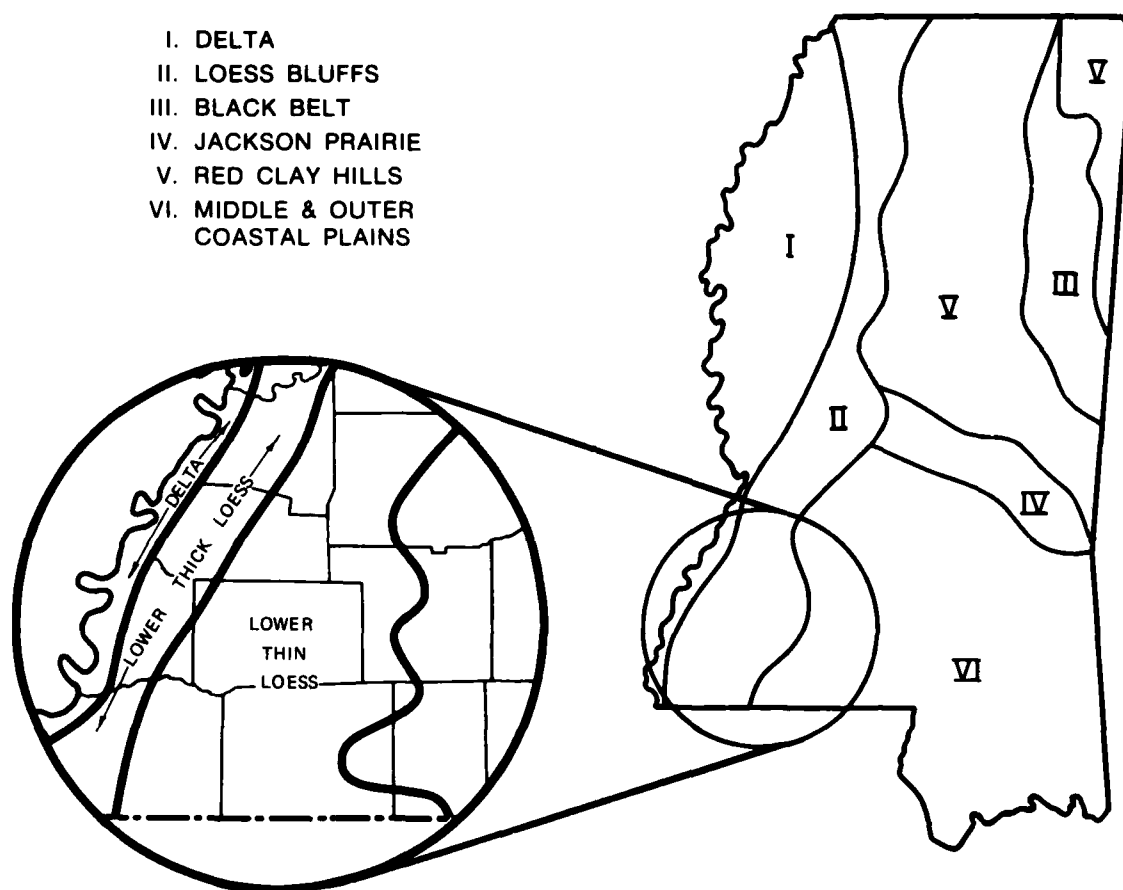 I. DELTA
II. LOESS BLUFFS
III. BLACK BELT
IV. JACKSON PRAIRIE
V. RED CLAY HILLS
VI. MIDDLE & OUTER
COASTAL PLAINS
V
I
V
III
II
IV
VI
DELTA
LOWER THICK LOESS
LOWER
THIN
LOESS